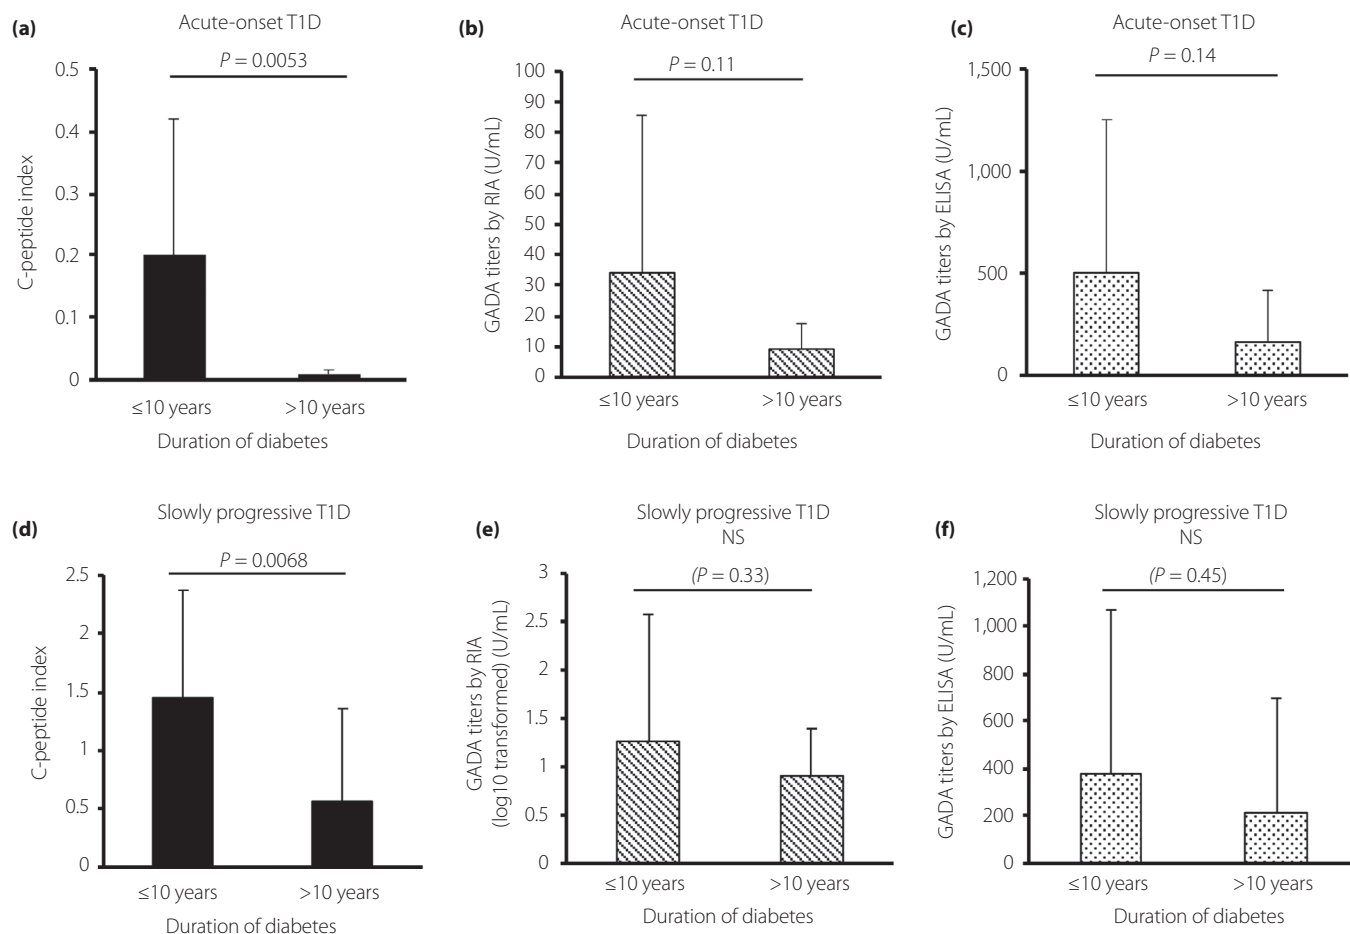 (a)
Acute-onset T1D
P = 0.0053
C-peptide index
0.5
0.4
0.3
0.2
0.1
0
≤10 years
>10 years
Duration of diabetes
(b)
Acute-onset T1D
P = 0.11
GADA titers by RIA (U/mL)
100
90
80
70
60
50
40
30
20
10
0
≤10 years
>10 years
Duration of diabetes
(c)
Acute-onset T1D
P = 0.14
GADA titers by ELISA (U/mL)
1,500
1,000
500
0
≤10 years
>10 years
Duration of diabetes
(d)
Slowly progressive T1D
P = 0.0068
C-peptide index
2.5
2
1.5
1
0.5
0
≤10 years
>10 years
Duration of diabetes
(e)
Slowly progressive T1D
NS
(P = 0.33)
GADA titers by RIA
(log10 transformed) (U/mL)
3
2.5
2
1.5
1
0.5
0
≤10 years
>10 years
Duration of diabetes
(f)
Slowly progressive T1D
NS
(P = 0.45)
GADA titers by ELISA (U/mL)
1,200
1,000
800
600
400
200
0
≤10 years
>10 years
Duration of diabetes